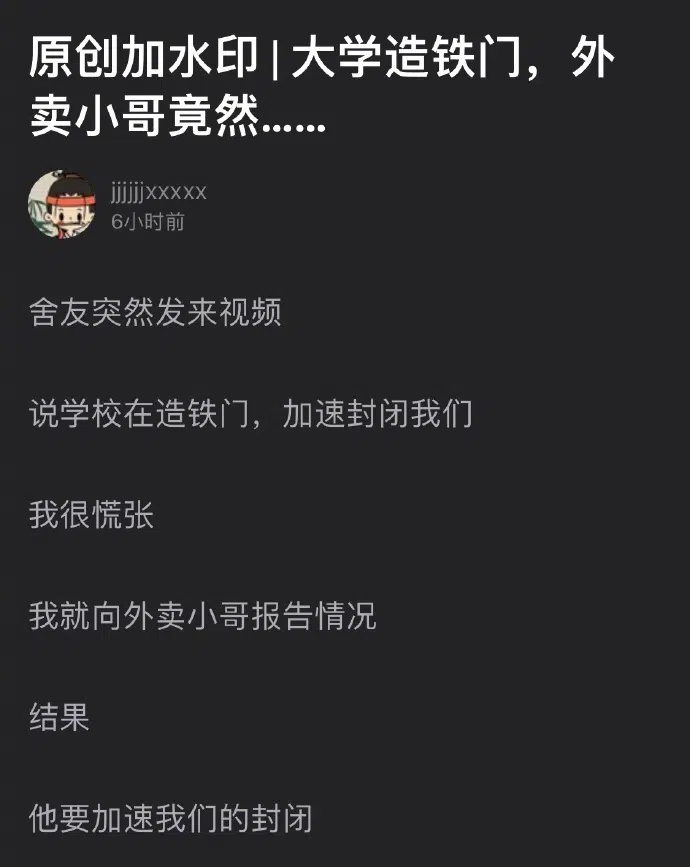 原创加水印 | 大学造铁门，外
卖小哥竟然……
jjjjjjxxxxx
6小时前
舍友突然发来视频
说学校在造铁门，加速封闭我们
我很慌张
我就向外卖小哥报告情况
结果
他要加速我们的封闭